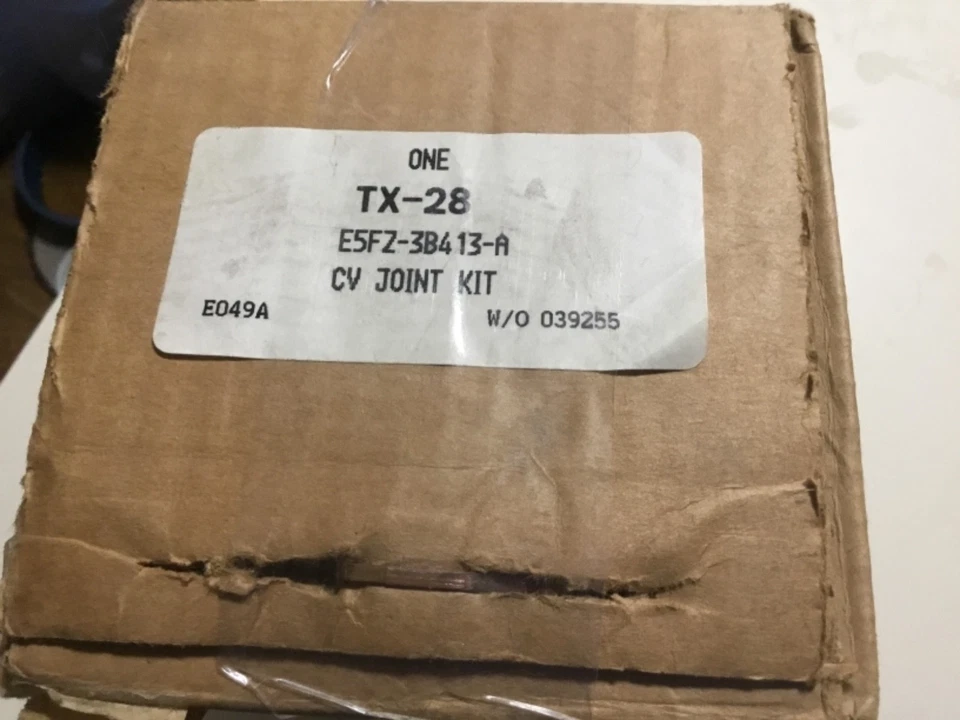 ONE
TX-28
E5FZ-3B413-A
CV JOINT KIT
E049A W/O 039255